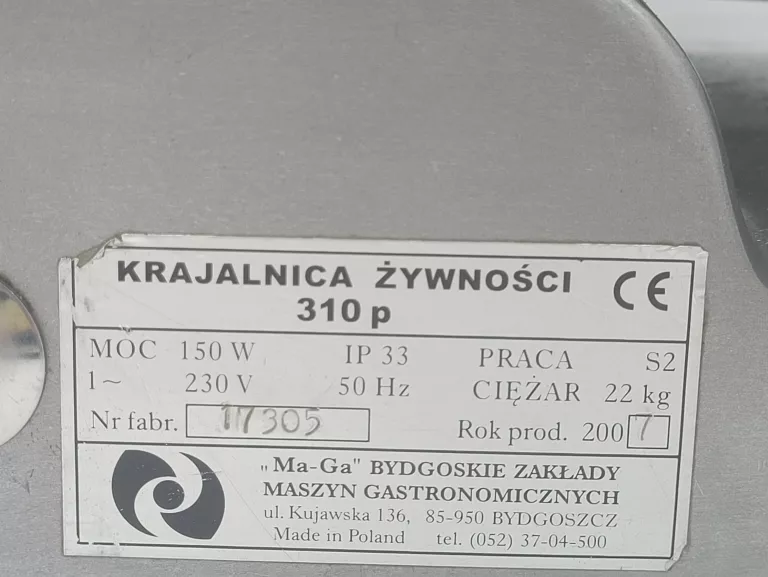 KRAJALNICA ŻYWNOŚCI CE
310 p
MOC 150 W IP 33 PRACA S2
1~ 230 V 50 Hz CIĘŻAR 22 kg
Nr fabr. 17305 Rok prod. 2007
„Ma-Ga" BYDGOSKIE ZAKŁADY
MASZYN GASTRONOMICZNYCH
ul. Kujawska 136, 85-950 BYDGOSZCZ
Made in Poland tel. (052) 37-04-500